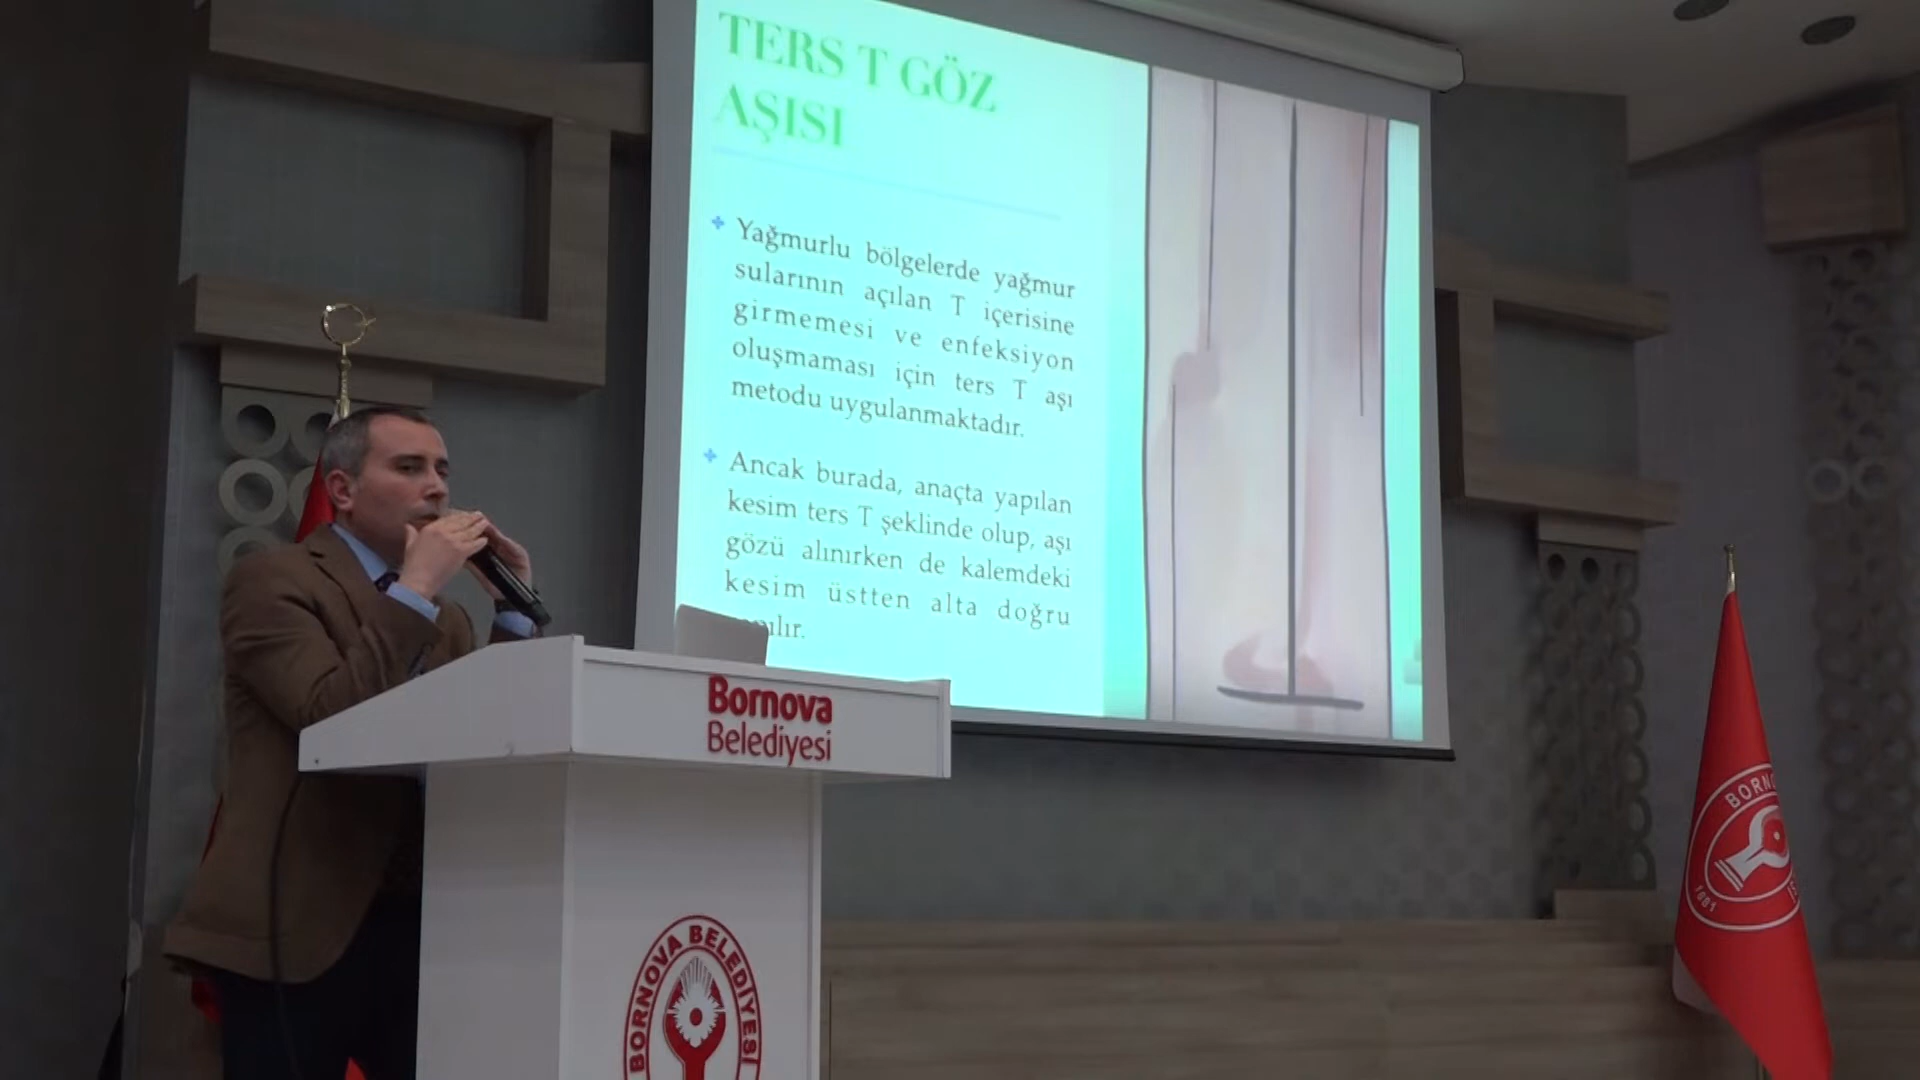 TERS T GÖZ
AŞISI
Yağmurlu bölgelerde yağmur
sularının açılan T içerisine
girmemesi ve enfeksiyon
oluşmaması için ters T aşı
metodu uygulanmaktadır.
Ancak burada, anaçta yapılan
kesim ters T şeklinde olup, aşı
gözü alınırken de kalemdeki
kesim üstten alta doğru
Bornova
Belediyesi
BORNOVA BELEDİYESİ
1881